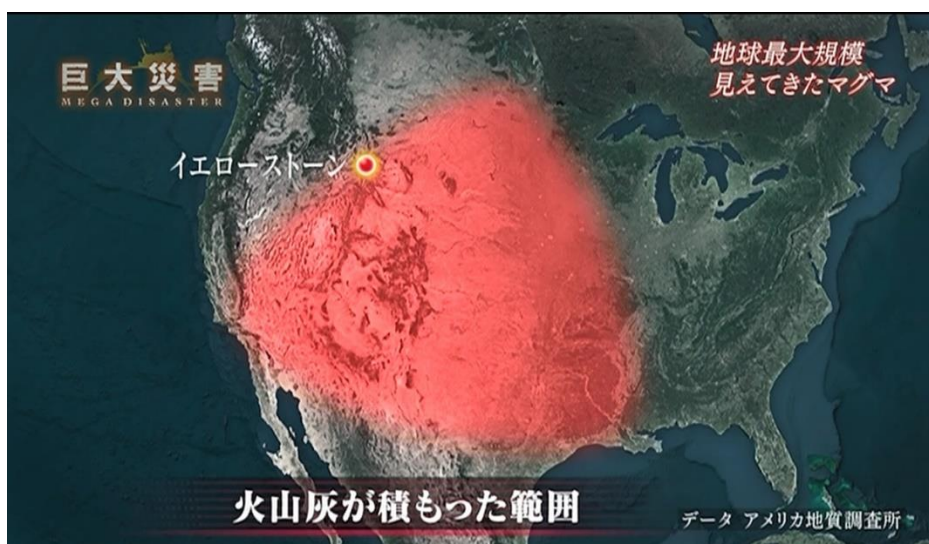 巨大災害
MEGA DISASTER
地球最大規模
見えてきたマグマ
イエローストーン
火山灰が積もった範囲
データ アメリカ地質調査所